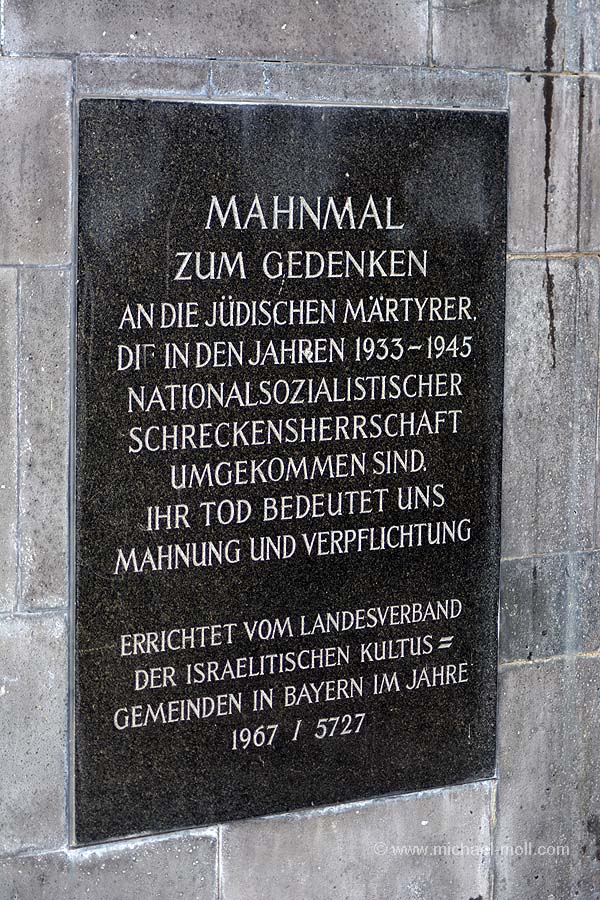 MAHNMAL
ZUM GEDENKEN
AN DIE JÜDISCHEN MÄRTYRER,
DIE IN DEN JAHREN 1933–1945
NATIONALSOZIALISTISCHER
SCHRECKENSHERRSCHAFT
UMGEKOMMEN SIND.
IHR TOD BEDEUTET UNS
MAHNUNG UND VERPFLICHTUNG
ERRICHTET VOM LANDESVERBAND
DER ISRAELITISCHEN KULTUS=
GEMEINDEN IN BAYERN IM JAHRE
1967 / 5727
© www.michael-moll.com